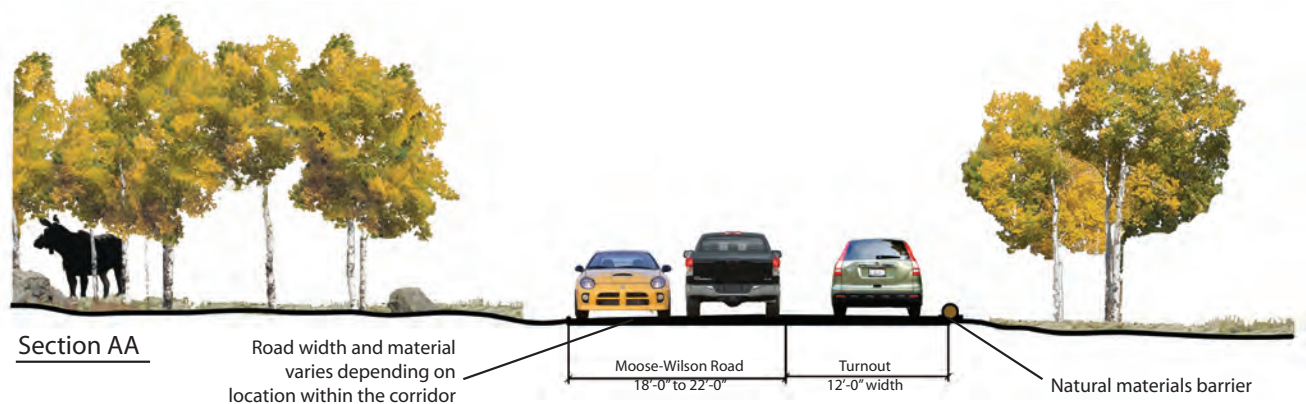 Section AA
Road width and material
varies depending on
location within the corridor
Moose-Wilson Road
18'-0" to 22'-0"
Turnout
12'-0" width
Natural materials barrier